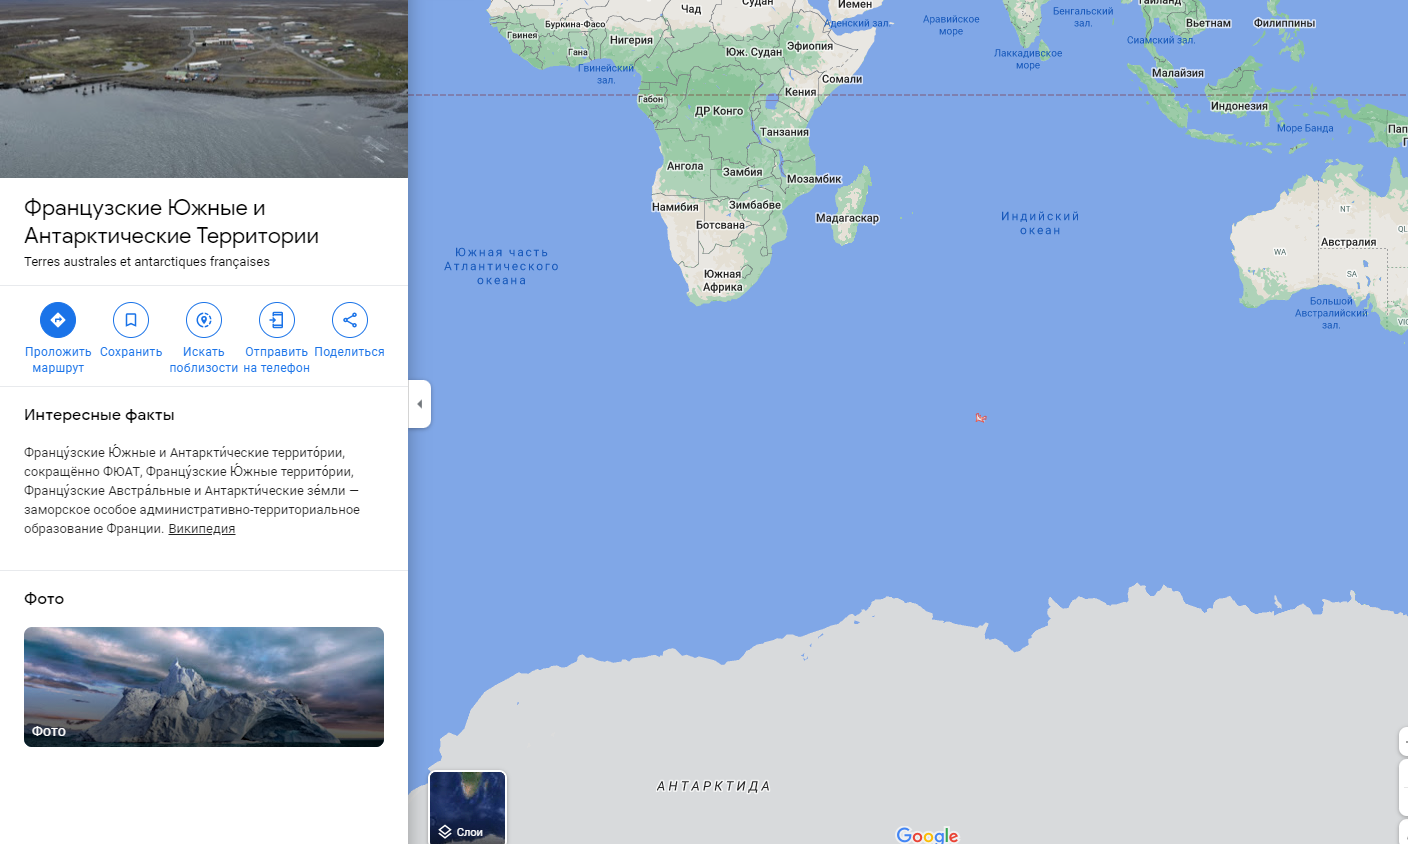 Французские Южные и
Антарктические Территории
Terres australes et antarctiques françaises
Проложить
маршрут
Сохранить
Искать
поблизости
Отправить
на телефон
Поделиться
Интересные факты
Францу́зские Ю́жные и Антаркти́чские террито́рии,
сокращённо ФЮАТ, Францу́зские Ю́жные террито́рии,
Францу́зские Австра́льные и Антаркти́ческие зе́мли —
заморское особое административно-территориальное
образование Франции. Википедия
Фото
Фото
Чад
Судан
Йемен
Аденский зал.
Аравийское
море
Бенгальский
зал.
Таиланд
Вьетнам
Филиппины
Буркина-Фасо
Гвинея
Нигерия
Гана
Юж. Судан
Эфиопия
Лаккадивское
море
Сиамский зал.
Гвинейский
зал.
Сомали
Малайзия
Кения
Габон
ДР Конго
Индонезия
Танзания
Море Банда
Пап
Ангола
Замбия
Мозамбик
Намибия
Зимбабве
Ботсвана
Мадагаскар
Индийский
океан
NT
QL
Австралия
WA
SA
Южная часть
Атлантического
океана
Южная
Африка
Большой
Австралийский
зал.
VIC
АНТАРКТИДА
Слои
Google